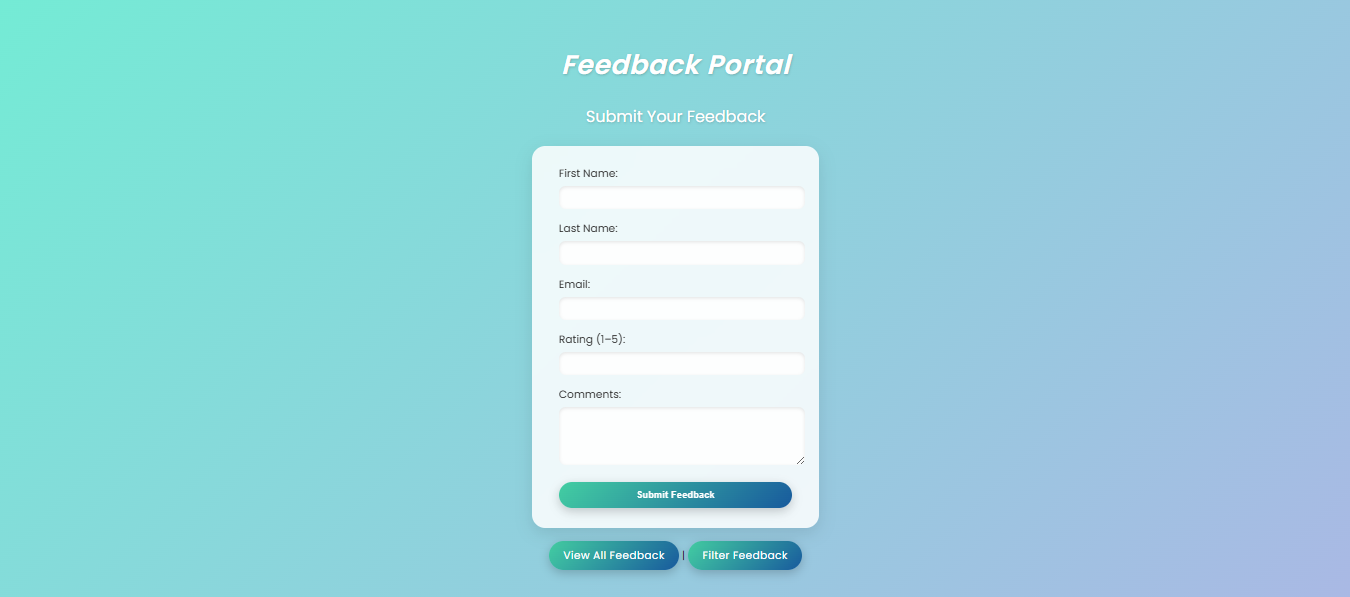 Feedback Portal
Submit Your Feedback
First Name:
Last Name:
Email:
Rating (1–5):
Comments:
Submit Feedback
View All Feedback | Filter Feedback